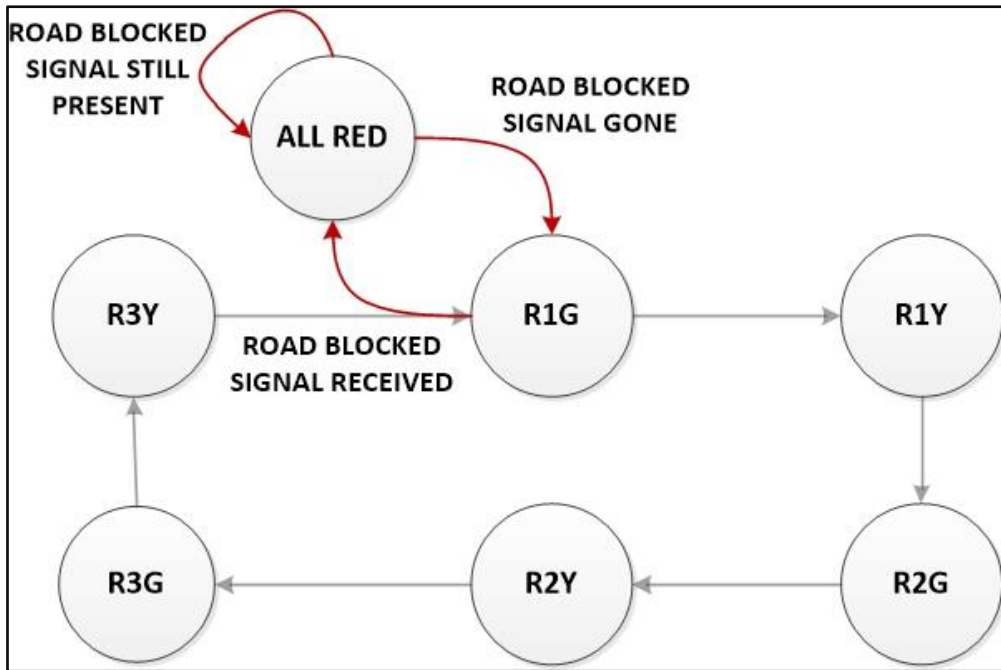 ROAD BLOCKED
SIGNAL STILL
PRESENT
ALL RED
ROAD BLOCKED
SIGNAL GONE
R3Y
R1G
R1Y
ROAD BLOCKED
SIGNAL RECEIVED
R3G
R2Y
R2G